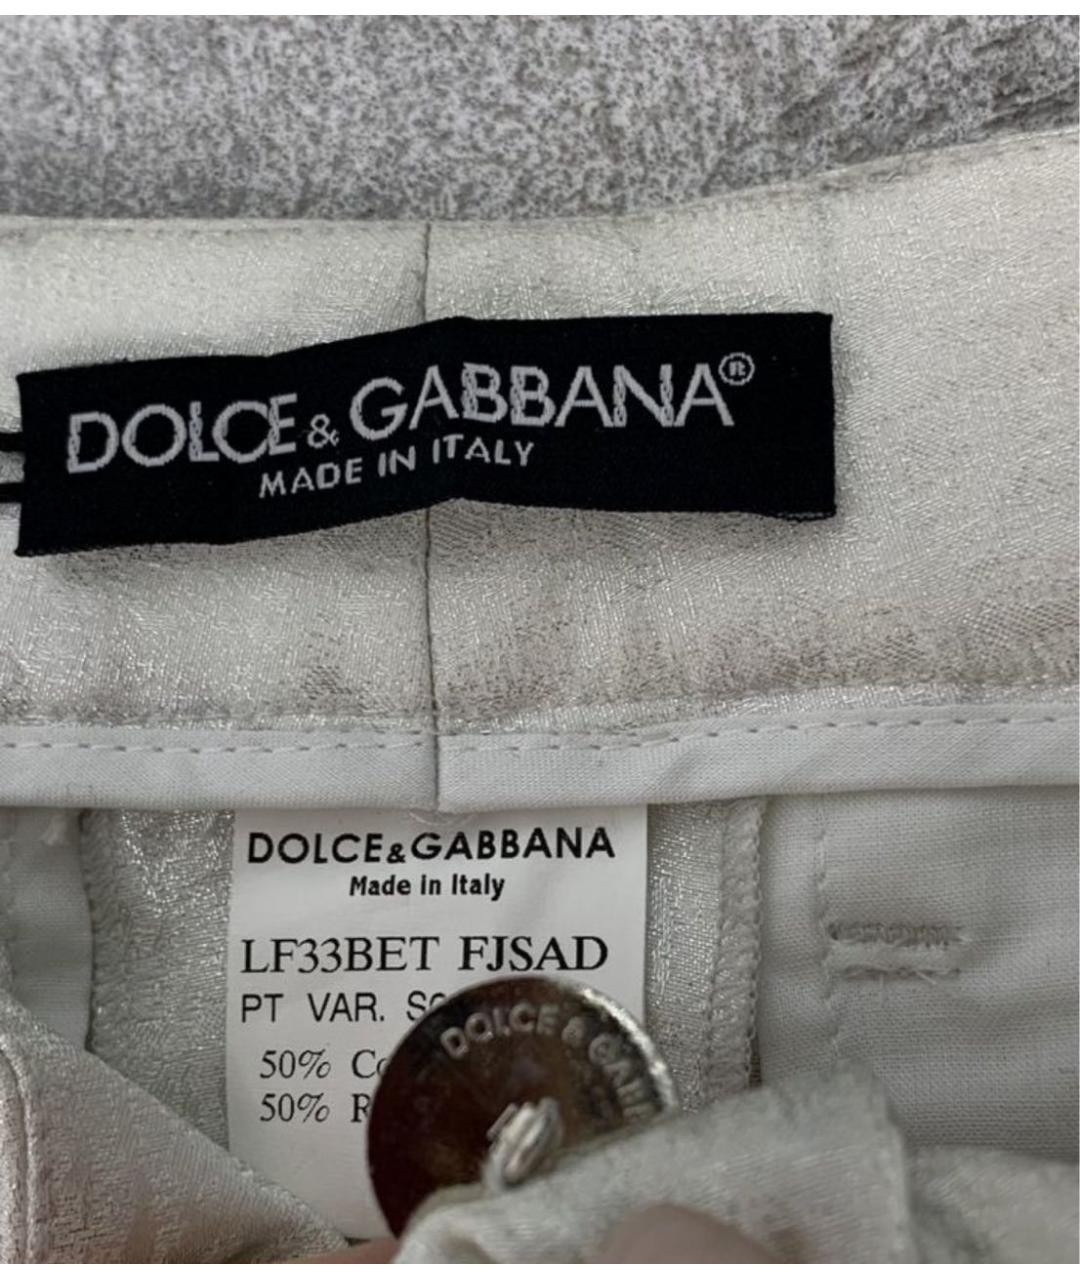 DOLCE & GABBANA®
MADE IN ITALY
DOLCE&GABBANA
Made in Italy
LF33BET FJSAD
PT VAR.
50%
50%
DOLCE &